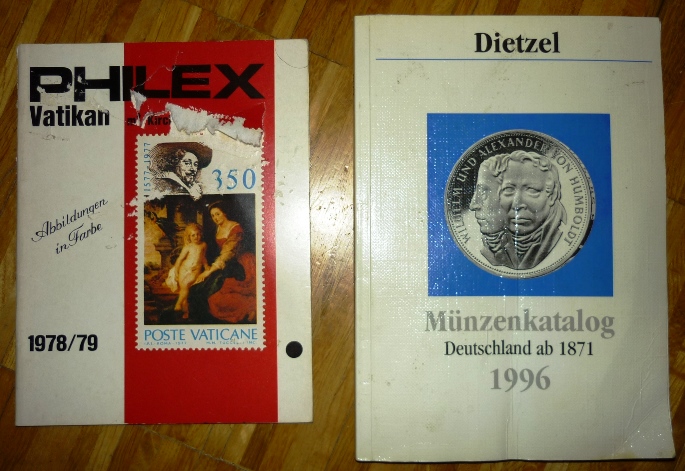 PHILEX
Vatikan
Abbildungen
in Farbe
1978/79
1577-1977
350
POSTE VATICANE
Dietzel
WILHELM UND ALEXANDER VON HUMBOLDT
Münzenkatalog
Deutschland ab 1871
1996